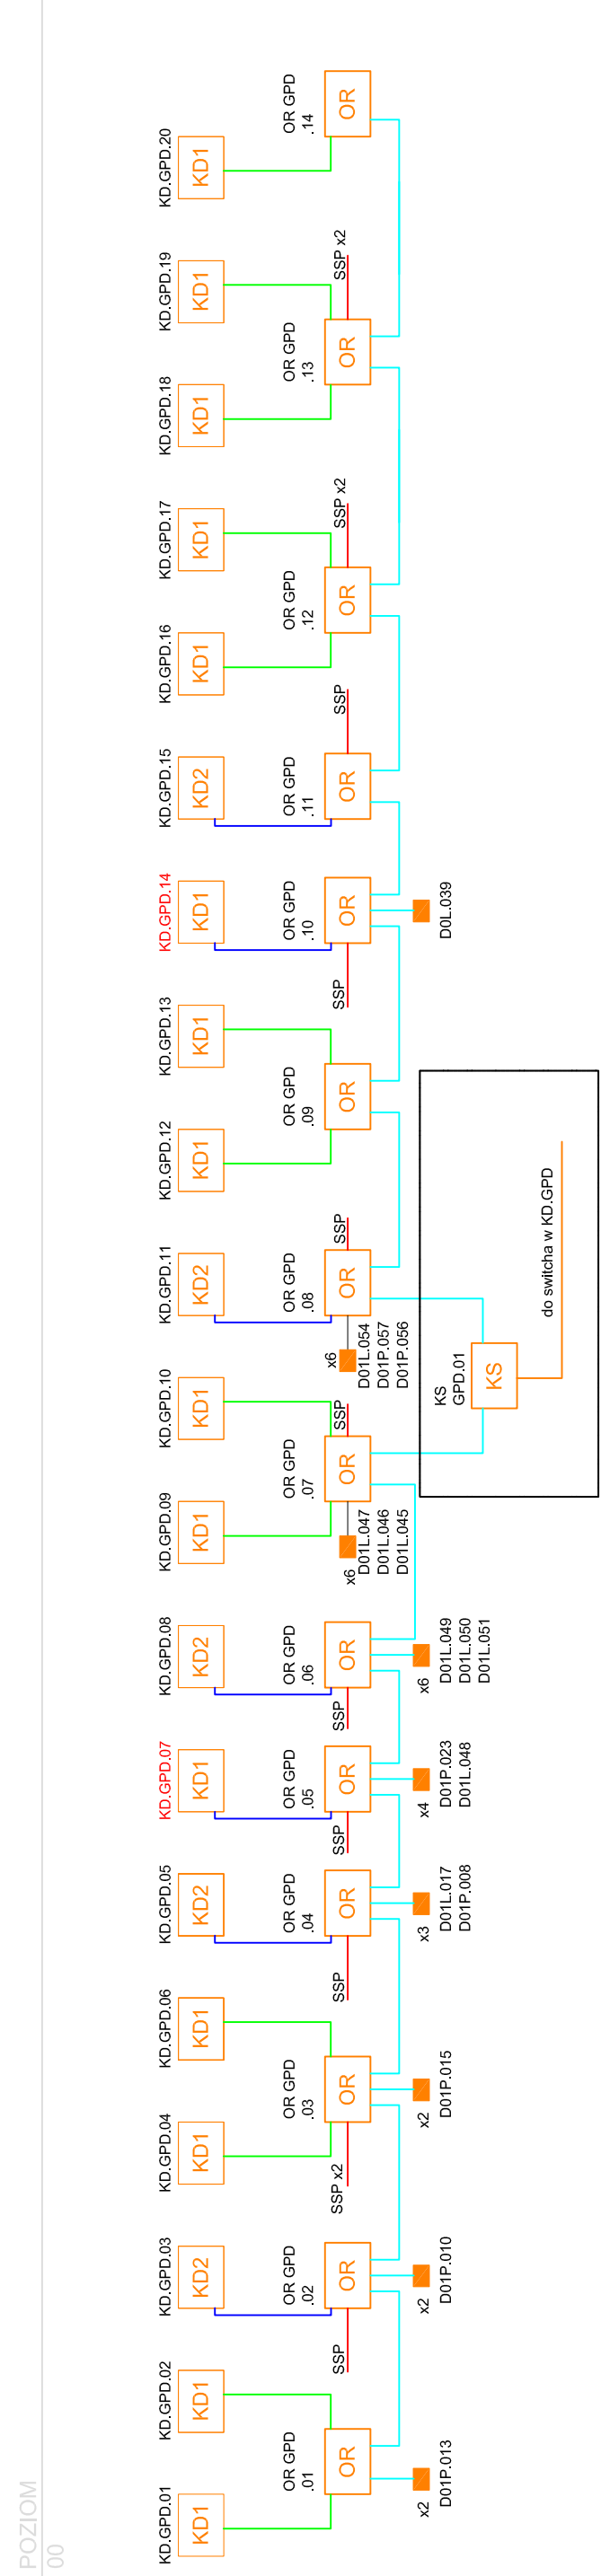 POZIOM
00
KD.GPD.01
KD1
KD.GPD.02
KD1
OR GPD
.01
OR
x2
D01P.013
KD.GPD.03
KD2
OR GPD
.02
OR
SSP
x2
D01P.010
KD.GPD.04
KD1
KD.GPD.06
KD1
OR GPD
.03
OR
SSP x2
x2
D01P.015
KD.GPD.05
KD2
OR GPD
.04
OR
SSP
x3
D01L.017
D01P.008
KD.GPD.07
KD1
OR GPD
.05
OR
SSP
x4
D01P.023
D01L.048
KD.GPD.08
KD2
OR GPD
.06
OR
SSP
x6
D01L.049
D01L.050
D01L.051
KD.GPD.09
KD1
KD.GPD.10
KD1
OR GPD
.07
OR
SSP
x6
D01L.047
D01L.046
D01L.045
KD.GPD.11
KD2
OR GPD
.08
OR
SSP
x6
D01L.054
D01P.057
D01P.056
KS
GPD.01
KS
do switcha w KD.GPD
KD.GPD.12
KD1
KD.GPD.13
KD1
OR GPD
.09
OR
KD.GPD.14
KD1
OR GPD
.10
OR
SSP
D0L.039
KD.GPD.15
KD2
OR GPD
.11
OR
SSP
KD.GPD.16
KD1
KD.GPD.17
KD1
OR GPD
.12
OR
SSP x2
KD.GPD.18
KD1
KD.GPD.19
KD1
OR GPD
.13
OR
SSP x2
KD.GPD.20
KD1
OR GPD
.14
OR